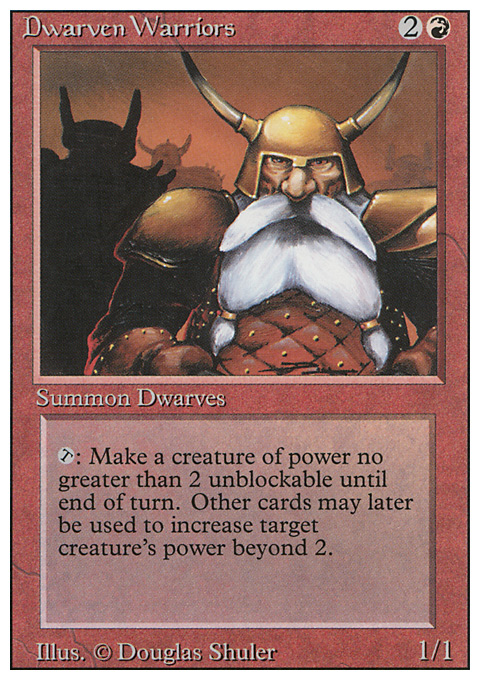 Dwarven Warriors 2
Summon Dwarves
T: Make a creature of power no
greater than 2 unblockable until
end of turn. Other cards may later
be used to increase target
creature's power beyond 2.
Illus. © Douglas Shuler 1/1